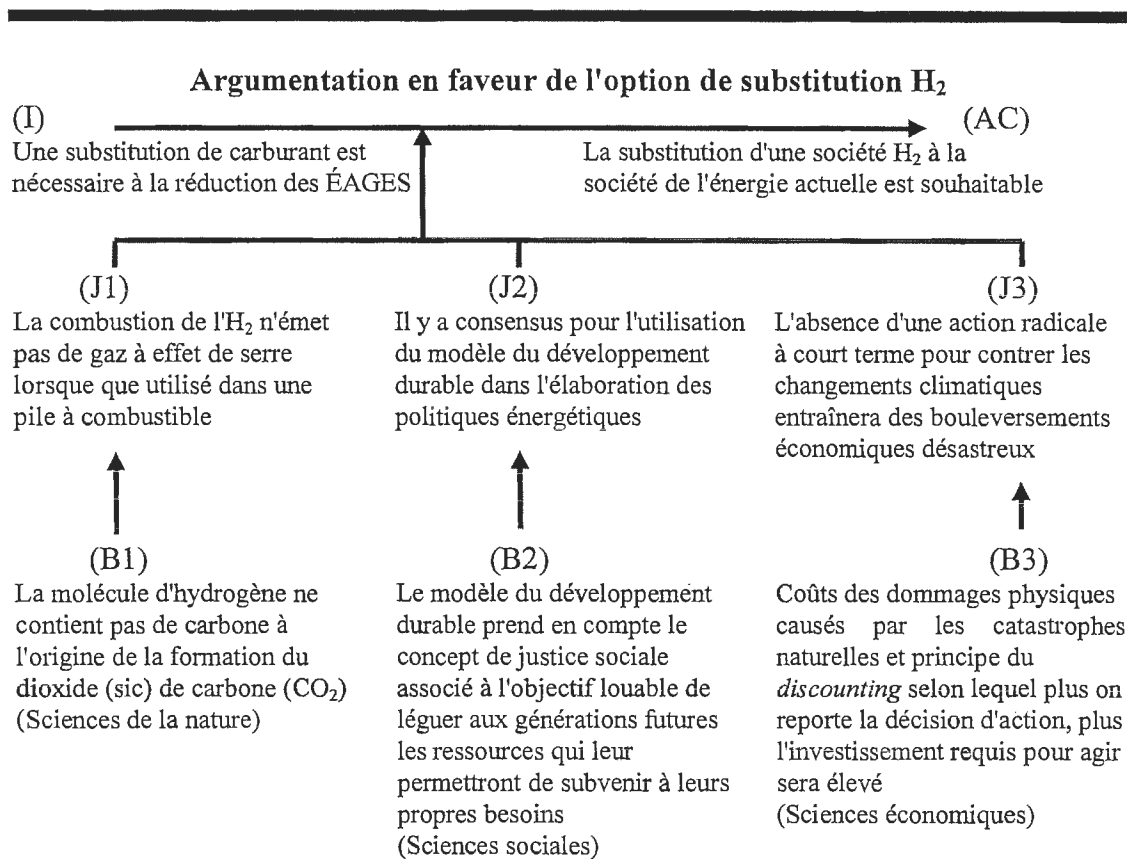 Argumentation en faveur de l'option de substitution H₂
(I)
(AC)
Une substitution de carburant est
nécessaire à la réduction des ÉAGES
La substitution d'une société H₂ à la
société de l'énergie actuelle est souhaitable
(J1)
La combustion de l'H₂ n'émet
pas de gaz à effet de serre
lorsque que utilisé dans une
pile à combustible
(J2)
Il y a consensus pour l'utilisation
du modèle du développement
durable dans l'élaboration des
politiques énergétiques
(J3)
L'absence d'une action radicale
à court terme pour contrer les
changements climatiques
entraînera des bouleversements
économiques désastreux
(B1)
La molécule d'hydrogène ne
contient pas de carbone à
l'origine de la formation du
dioxide (sic) de carbone (CO₂)
(Sciences de la nature)
(B2)
Le modèle du développement
durable prend en compte le
concept de justice sociale
associé à l'objectif louable de
léguer aux générations futures
les ressources qui leur
permettront de subvenir à leurs
propres besoins
(Sciences sociales)
(B3)
Coûts des dommages physiques
causés par les catastrophes
naturelles et principe du
discounting selon lequel plus on
reporte la décision d'action, plus
l'investissement requis pour agir
sera élevé
(Sciences économiques)